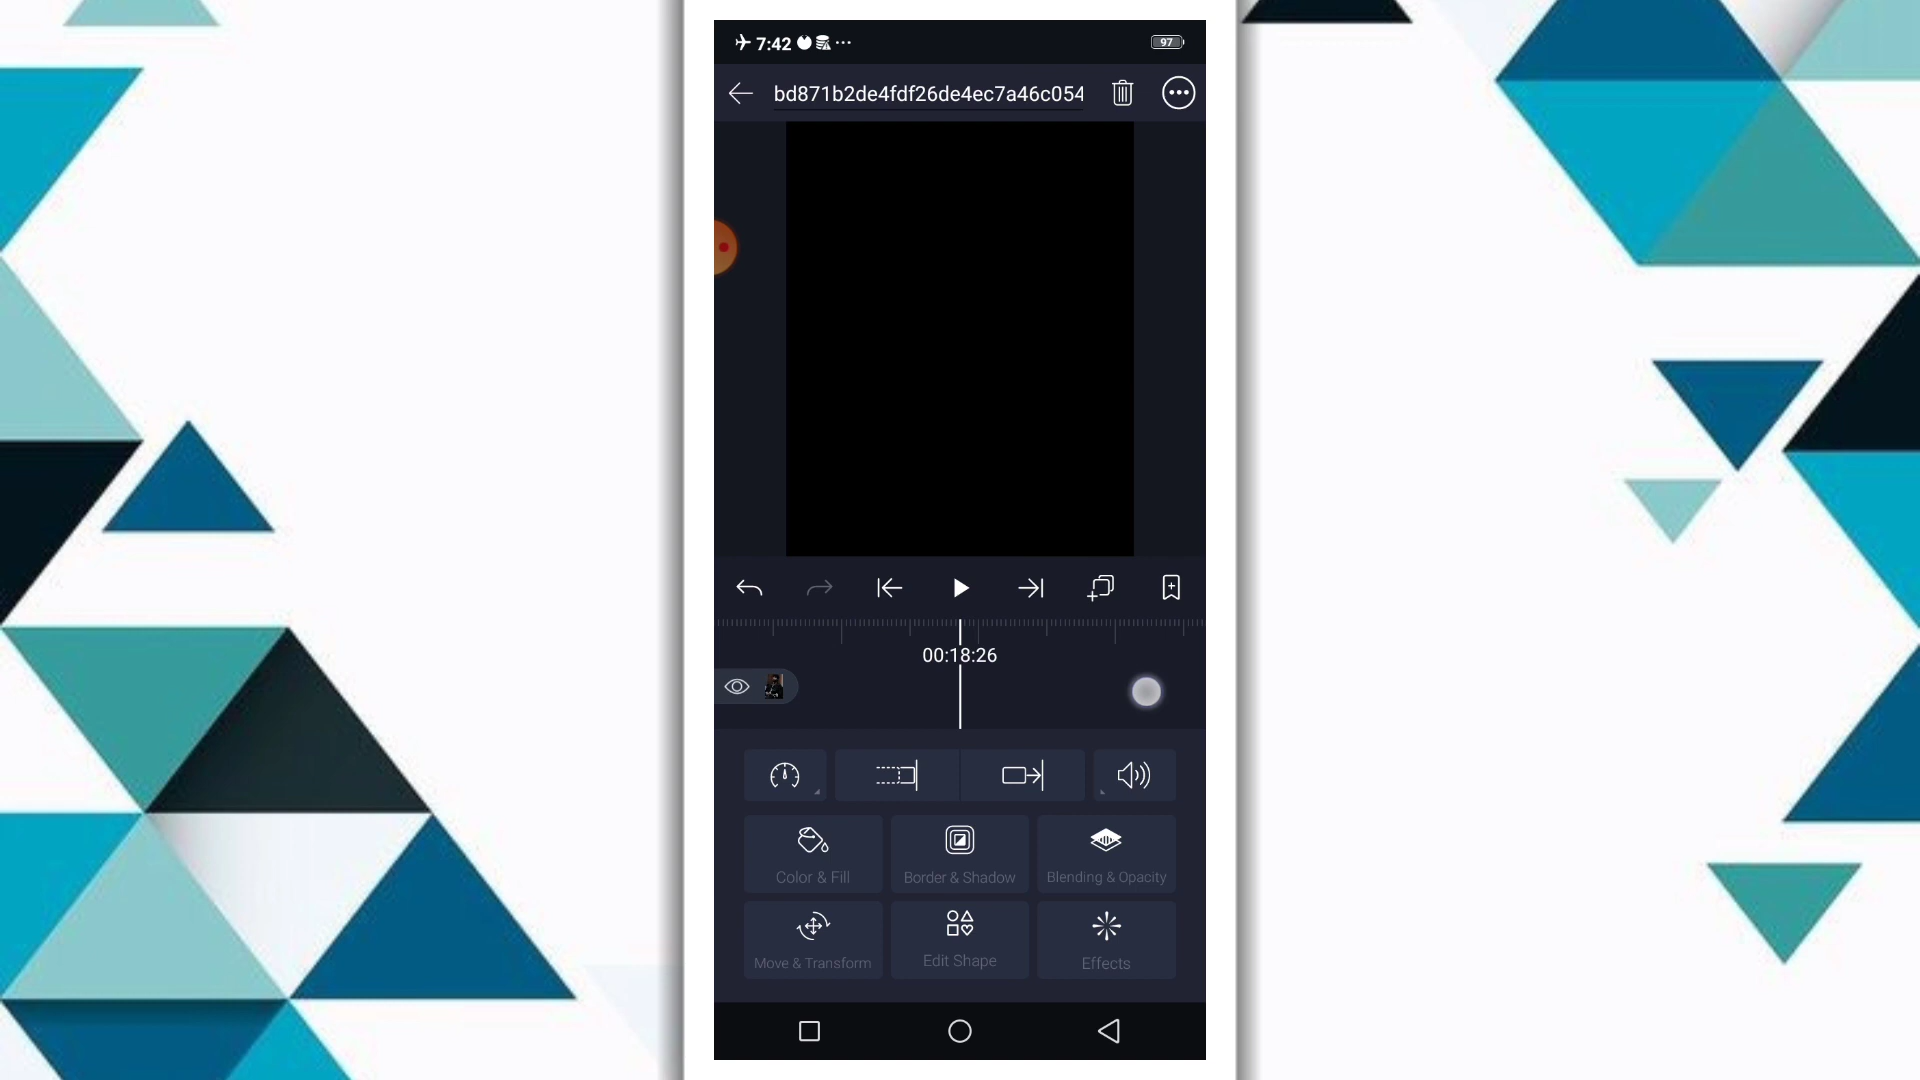 7:42
97
bd871b2de4fdf26de4ec7a46c054
00:18:26
Color & Fill
Border & Shadow
Blending & Opacity
Move & Transform
Edit Shape
Effects